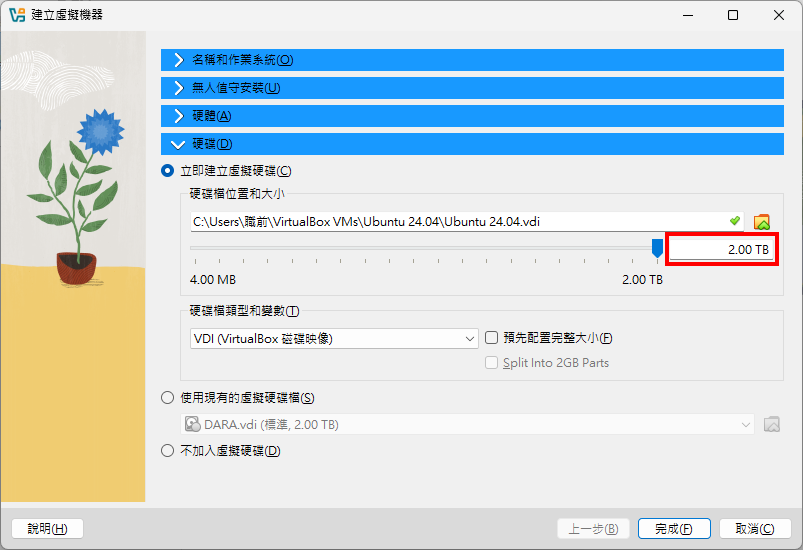 建立虛擬機器
名稱和作業系統(O)
無人值守安裝(U)
硬體(A)
硬碟(D)
立即建立虛擬硬碟(C)
硬碟檔位置和大小
C:\Users\職前\VirtualBox VMs\Ubuntu 24.04\Ubuntu 24.04.vdi
2.00 TB
4.00 MB 2.00 TB
硬碟檔類型和變數(T)
VDI (VirtualBox 磁碟映像) 預先配置完整大小(F)
Split Into 2GB Parts
使用現有的虛擬硬碟檔(S)
DARA.vdi (標準, 2.00 TB)
不加入虛擬硬碟(D)
說明(H) 上一步(B) 完成(F) 取消(C)